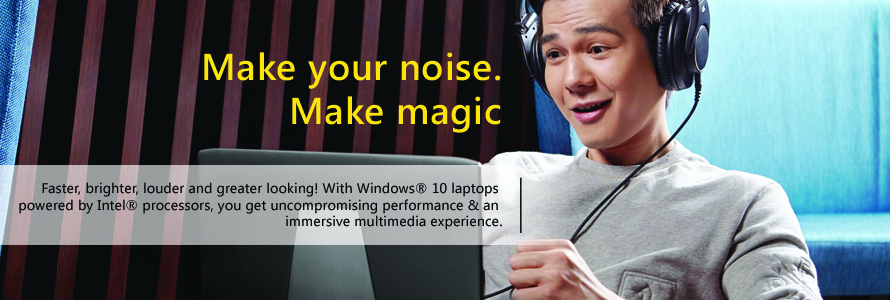 Make your noise.
Make magic
Faster, brighter, louder and greater looking! With Windows® 10 laptops
powered by Intel® processors, you get uncompromising performance & an
immersive multimedia experience.